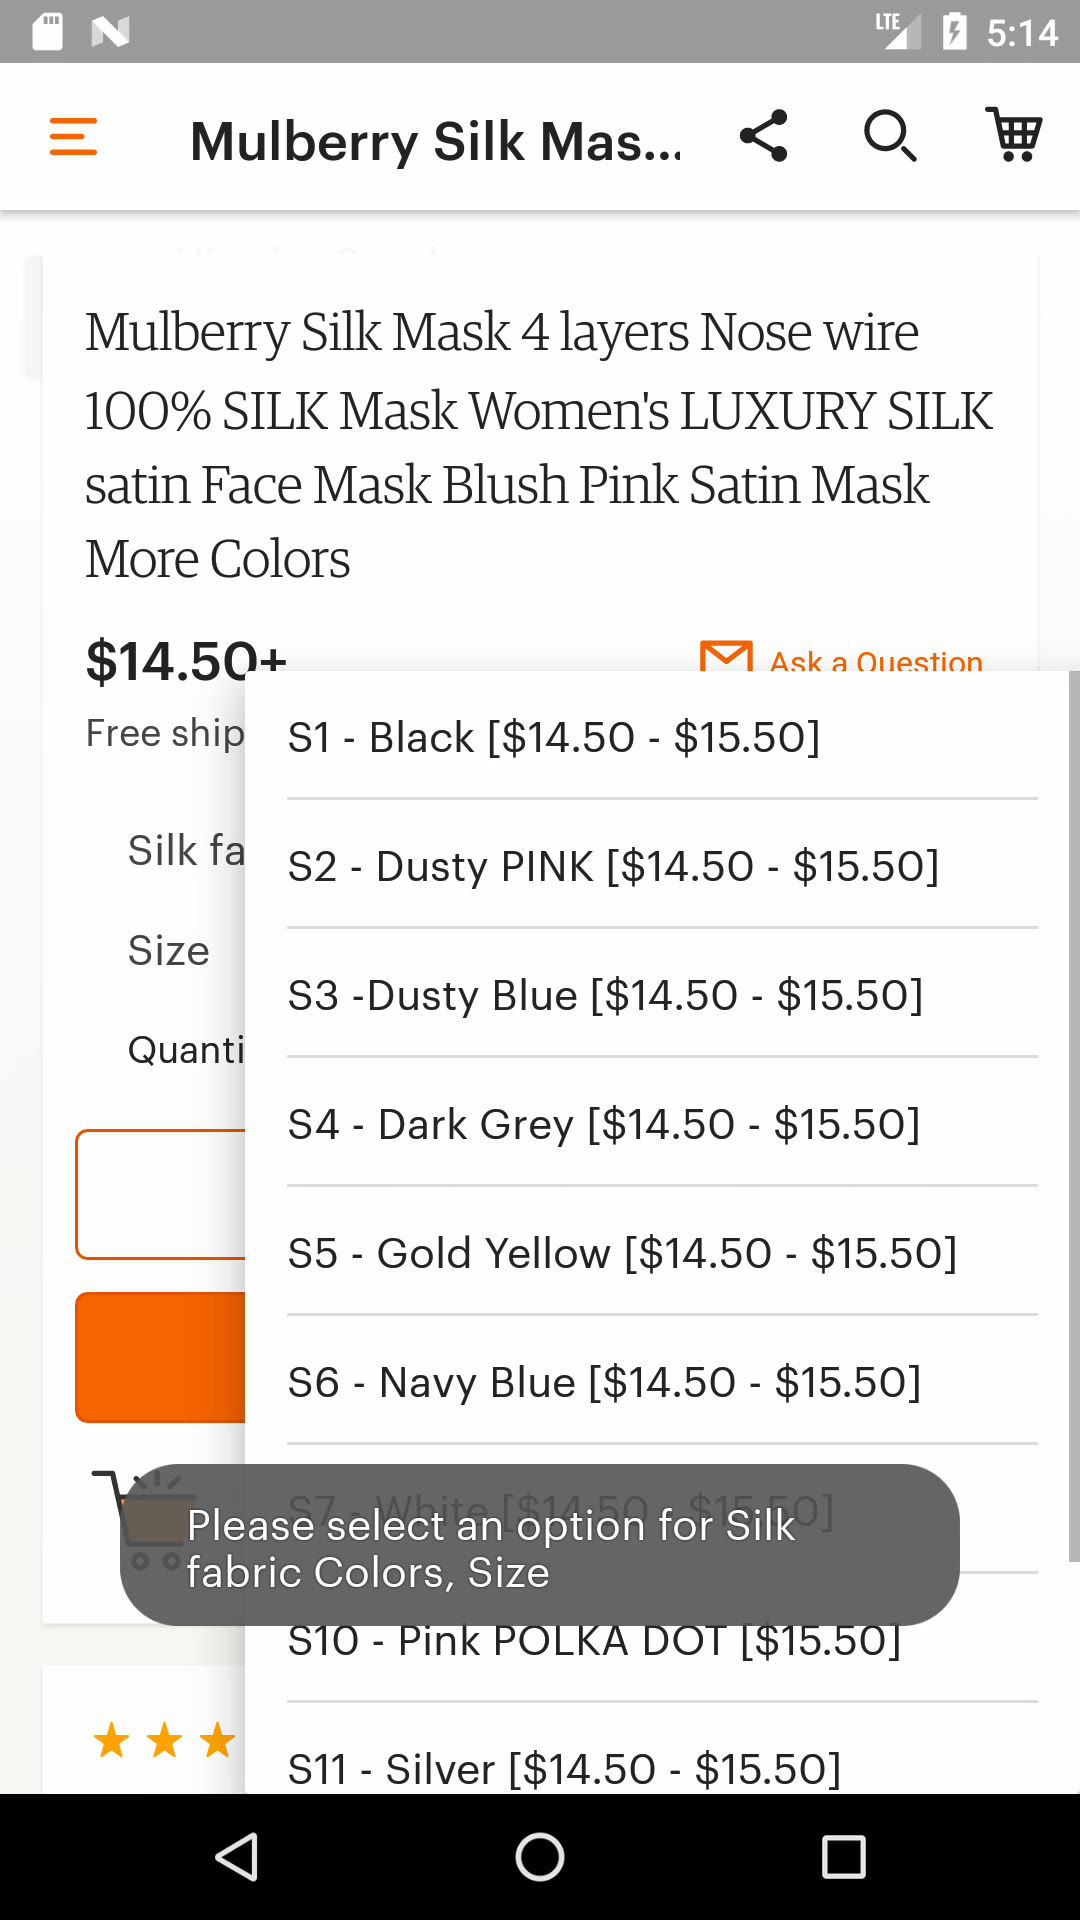 LTE 5:14
Mulberry Silk Mas...
Mulberry Silk Mask 4 layers Nose wire
100% SILK Mask Women's LUXURY SILK
satin Face Mask Blush Pink Satin Mask
More Colors
$14.50+
Ask a Question
Free ship
Silk fa
Size
Quanti
S1 - Black [$14.50 - $15.50]
S2 - Dusty PINK [$14.50 - $15.50]
S3 -Dusty Blue [$14.50 - $15.50]
S4 - Dark Grey [$14.50 - $15.50]
S5 - Gold Yellow [$14.50 - $15.50]
S6 - Navy Blue [$14.50 - $15.50]
S7 - White [$14.50 - $15.50]
Please select an option for Silk
fabric Colors, Size
S10 - Pink POLKA DOT [$15.50]
S11 - Silver [$14.50 - $15.50]